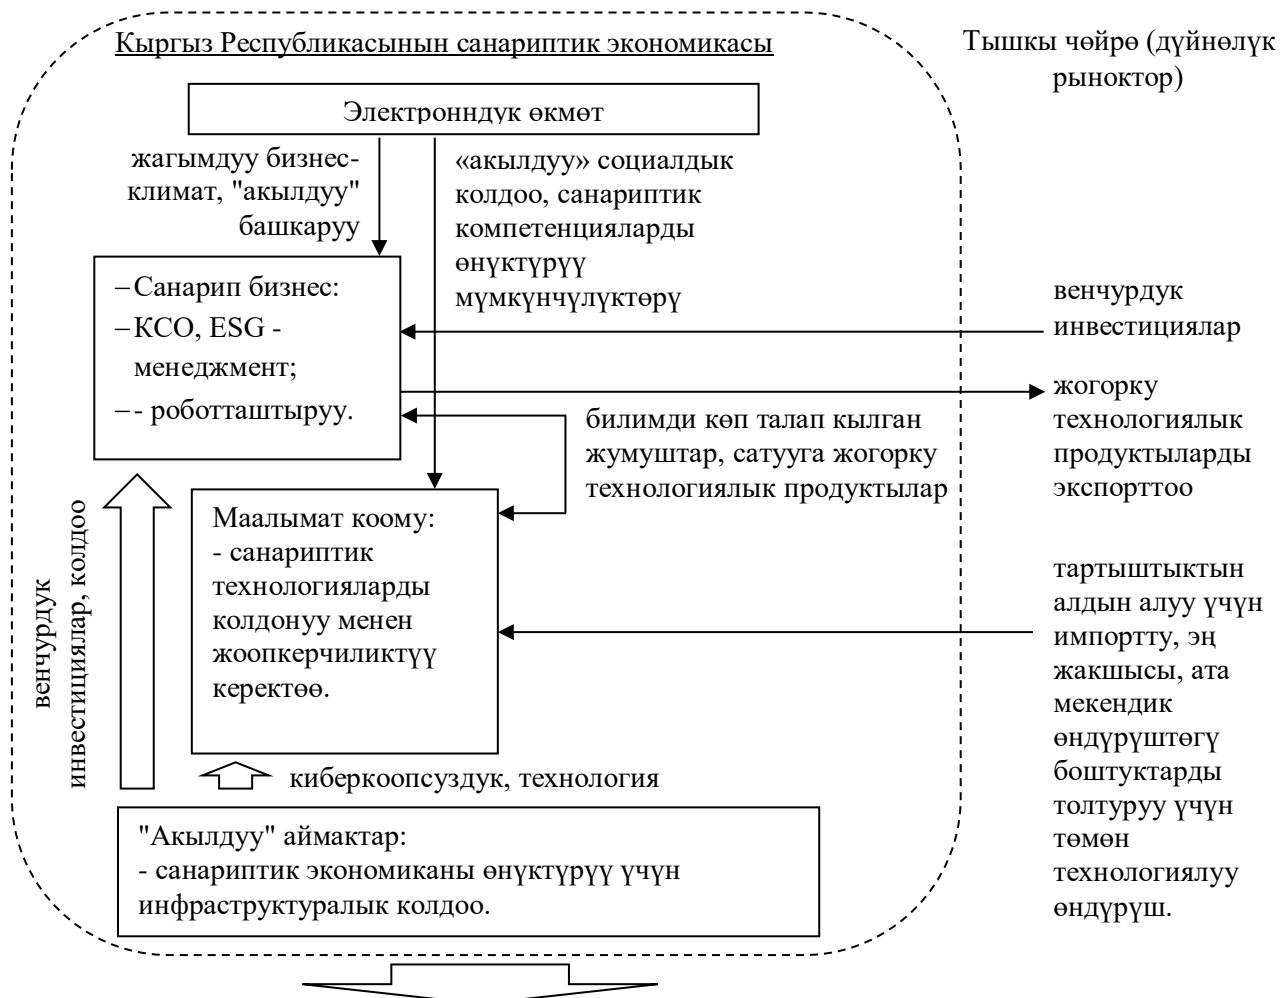 Кыргыз Республикасынын санариптик экономикасы
Тышкы чөйрө (дүйнөлүк
рыноктор)
Электронндук өкмөт
жагымдуу бизнес-
климат, "акылдуу"
башкаруу
«акылдуу» социалдык
колдоо, санариптик
компетенцияларды
өнүктүрүү
мүмкүнчүлүктөрү
–Санарип бизнес:
–КСО, ESG -
менеджмент;
–- роботташтыруу.
венчурдук
инвестициялар
жогорку
технологиялык
продуктыларды
экспорттоо
билимди көп талап кылган
жумуштар, сатууга жогорку
технологиялык продуктылар
венчурдук
инвестициялар, колдоо
Маалымат коому:
- санариптик
технологияларды
колдонуу менен
жоопкерчиликтүү
керектөө.
тартыштыктын
алдын алуу үчүн
импортту, эң
жакшысы, ата
мекендик
өндүрүштөгү
боштуктарды
толтуруу үчүн
төмөн
технологиялуу
өндүрүш.
киберкоопсуздук, технология
"Акылдуу" аймактар:
- санариптик экономиканы өнүктүрүү үчүн
инфраструктуралык колдоо.